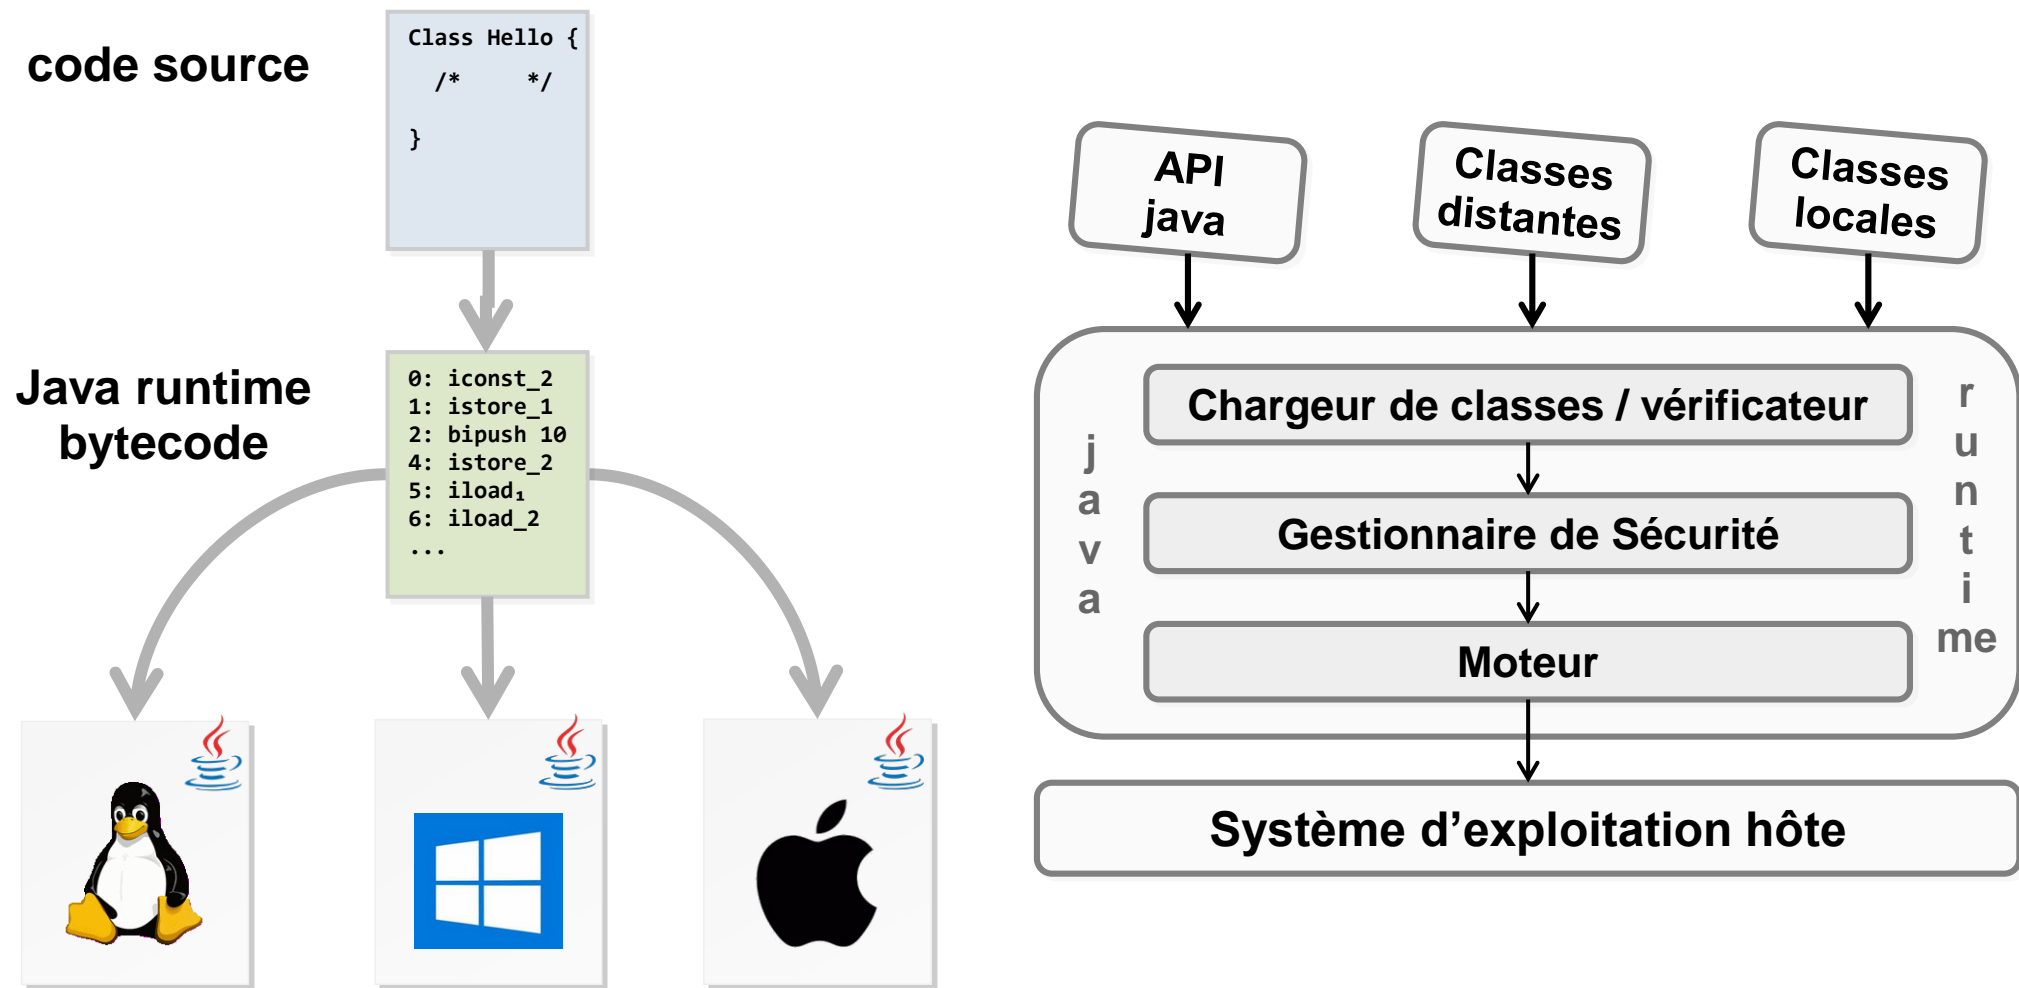 code source
Class Hello {
/* */
}
Java runtime
bytecode
0: iconst_2
1: istore_1
2: bipush 10
4: istore_2
5: iload₁
6: iload_2
...
API
java
Classes
distantes
Classes
locales
java
Chargeur de classes / vérificateur
Gestionnaire de Sécurité
Moteur
runtime
Système d’exploitation hôte